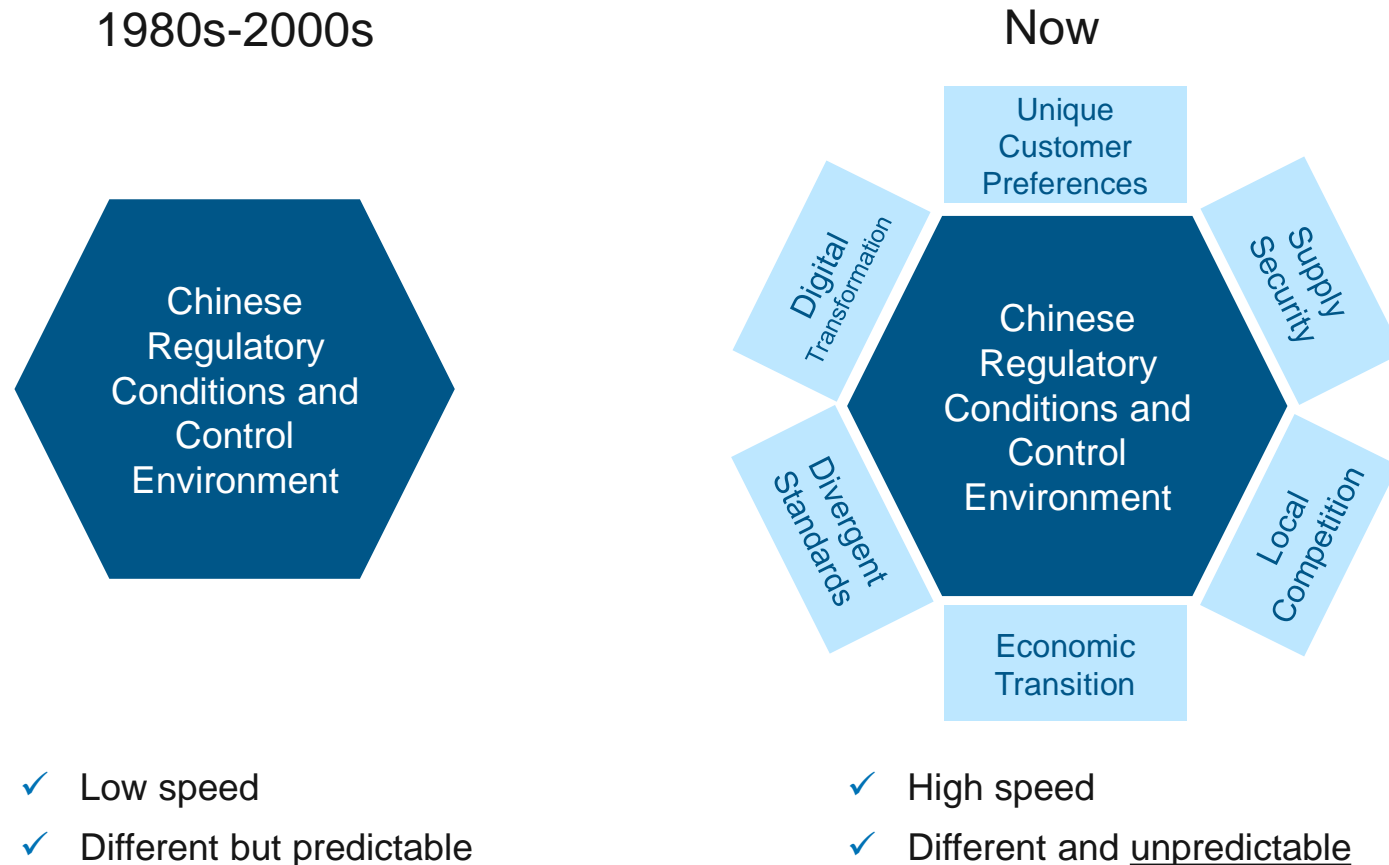 1980s-2000s
Now
Chinese
Regulatory
Conditions and
Control
Environment
Unique
Customer
Preferences
Supply
Security
Local
Competition
Economic
Transition
Divergent
Standards
Digital
Transformation
Chinese
Regulatory
Conditions and
Control
Environment
✓ Low speed
✓ Different but predictable
✓ High speed
✓ Different and unpredictable